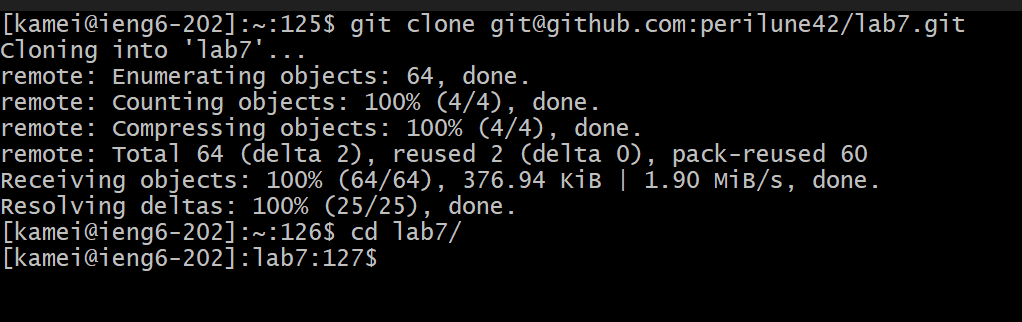 [kamei@ieng6-202]:~:125$ git clone git@github.com:perilune42/lab7.git
Cloning into 'lab7'...
remote: Enumerating objects: 64, done.
remote: Counting objects: 100% (4/4), done.
remote: Compressing objects: 100% (4/4), done.
remote: Total 64 (delta 2), reused 2 (delta 0), pack-reused 60
Receiving objects: 100% (64/64), 376.94 KiB | 1.90 MiB/s, done.
Resolving deltas: 100% (25/25), done.
[kamei@ieng6-202]:~:126$ cd lab7/
[kamei@ieng6-202]:lab7:127$